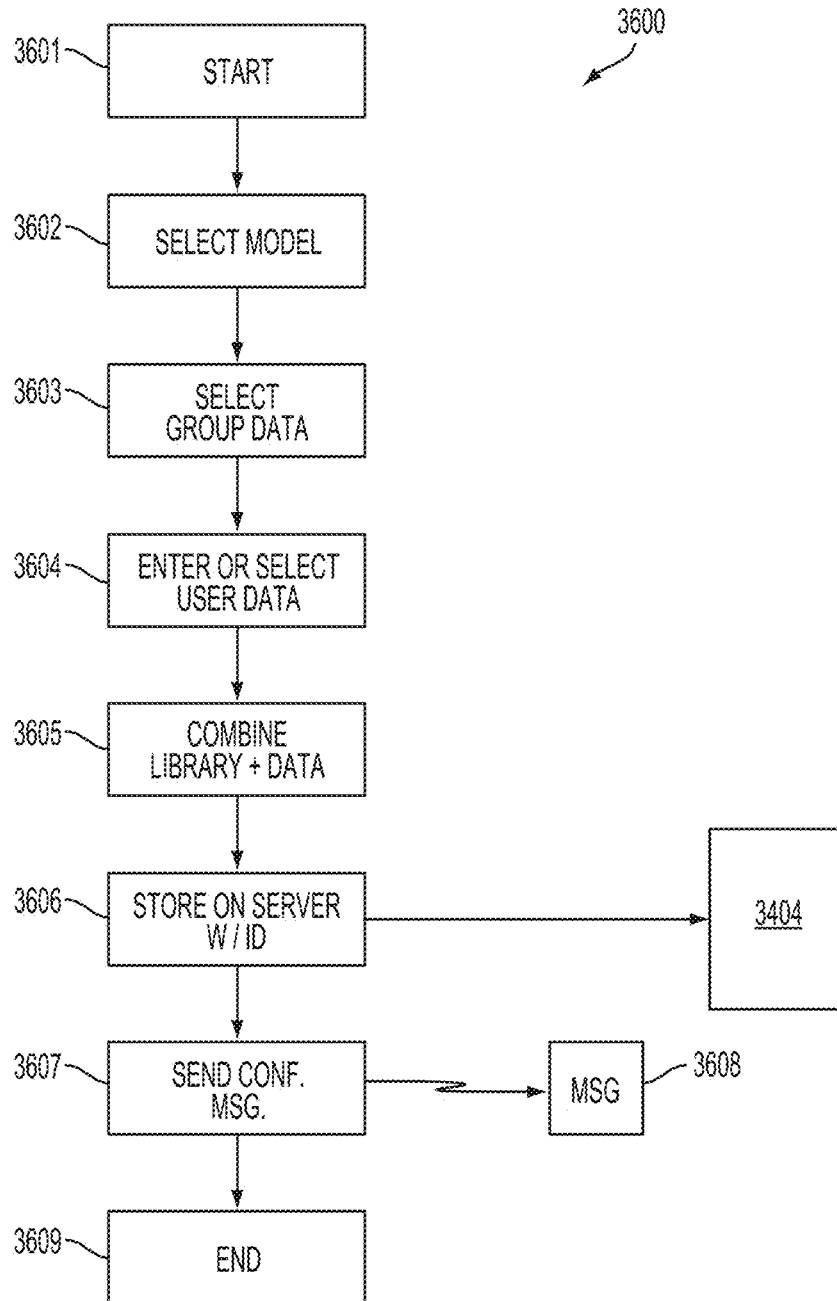 3600
3601
START
3602
SELECT MODEL
3603
SELECT
GROUP DATA
3604
ENTER OR SELECT
USER DATA
3605
COMBINE
LIBRARY + DATA
3606
STORE ON SERVER
W / ID
3404
3607
SEND CONF.
MSG.
MSG
3608
3609
END